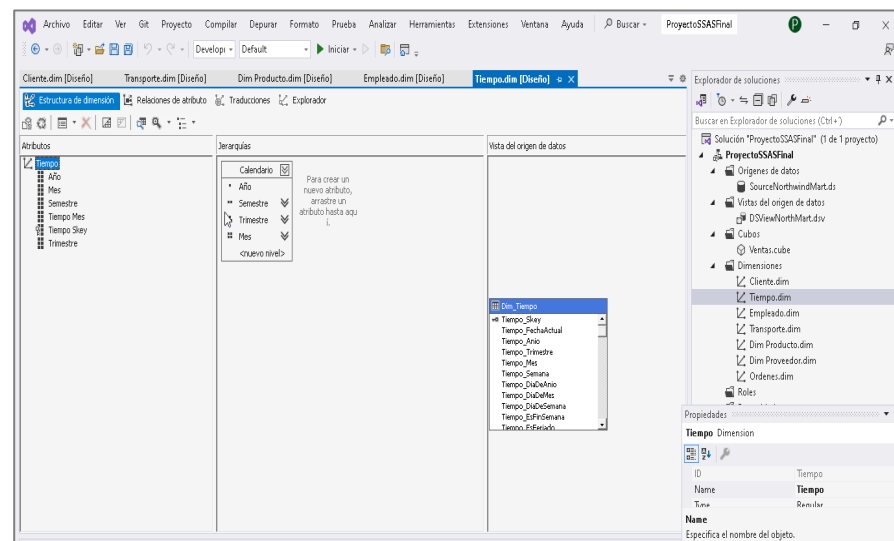 Archivo Editar Ver Git Proyecto Compilar Depurar Formato Prueba Analizar Herramientas Extensiones Ventana Ayuda Buscar ProyectoSSASFinal P
Develop Default Iniciar
Cliente.dim [Diseño] Transporte.dim [Diseño] Dim Producto.dim [Diseño] Empleado.dim [Diseño] Tiempo.dim [Diseño]
Estructura de dimensión Relaciones de atributo Traducciones Explorador
Atributos
Tiempo
Año
Mes
Semestre
Tiempo Mes
Tiempo Skey
Trimestre
Jerarquías
Calendario
Año
Semestre
Trimestre
Mes
<nuevo nivel>
Para crear un
nuevo atributo,
arrastre un
atributo hasta aqu
í.
Vista del origen de datos
Dim_Tiempo
Tiempo_Skey
Tiempo_FechaActual
Tiempo_Anio
Tiempo_Trimestre
Tiempo_Mes
Tiempo_Semana
Tiempo_DiaDeAnio
Tiempo_DiaDeMes
Tiempo_DiaDeSemana
Tiempo_EsFinSemana
Tiempo_EsFeriado
Explorador de soluciones
Buscar en Explorador de soluciones (Ctrl+`)
Solución "ProyectoSSASFinal" (1 de 1 proyecto)
ProyectoSSASFinal
Orígenes de datos
SourceNorthwindMart.ds
Vistas del origen de datos
DSViewNorthMart.dsv
Cubos
Ventas.cube
Dimensiones
Cliente.dim
Tiempo.dim
Empleado.dim
Transporte.dim
Dim Producto.dim
Dim Proveedor.dim
Ordenes.dim
Roles
Propiedades
Tiempo Dimension
ID Tiempo
Name Tiempo
Type Regular
Name
Especifica el nombre del objeto.